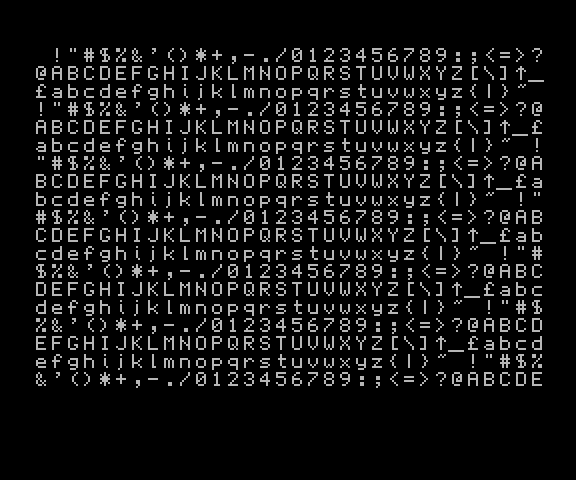 !"#$%&'()*+,-./0123456789:;<=>?
@ABCDEFGHIJKLMNOPQRSTUVWXYZ[\]↑_
£abcdefghijklmnopqrstuvwxyz{|}~
!"#$%&'()*+,-./0123456789:;<=>?@
ABCDEFGHIJKLMNOPQRSTUVWXYZ[\]↑_£
abcdefghijklmnopqrstuvwxyz{|}~ !
"#$%&'()*+,-./0123456789:;<=>?@A
BCDEFGHIJKLMNOPQRSTUVWXYZ[\]↑_£a
bcdefghijklmnopqrstuvwxyz{|}~ !"
#$%&'()*+,-./0123456789:;<=>?@AB
CDEFGHIJKLMNOPQRSTUVWXYZ[\]↑_£ab
cdefghijklmnopqrstuvwxyz{|}~ !"#
$%&'()*+,-./0123456789:;<=>?@ABC
DEFGHIJKLMNOPQRSTUVWXYZ[\]↑_£abc
defghijklmnopqrstuvwxyz{|}~ !"#$
%&'()*+,-./0123456789:;<=>?@ABCD
EFGHIJKLMNOPQRSTUVWXYZ[\]↑_£abcd
efghijklmnopqrstuvwxyz{|}~ !"#$%
&'()*+,-./0123456789:;<=>?@ABCDE